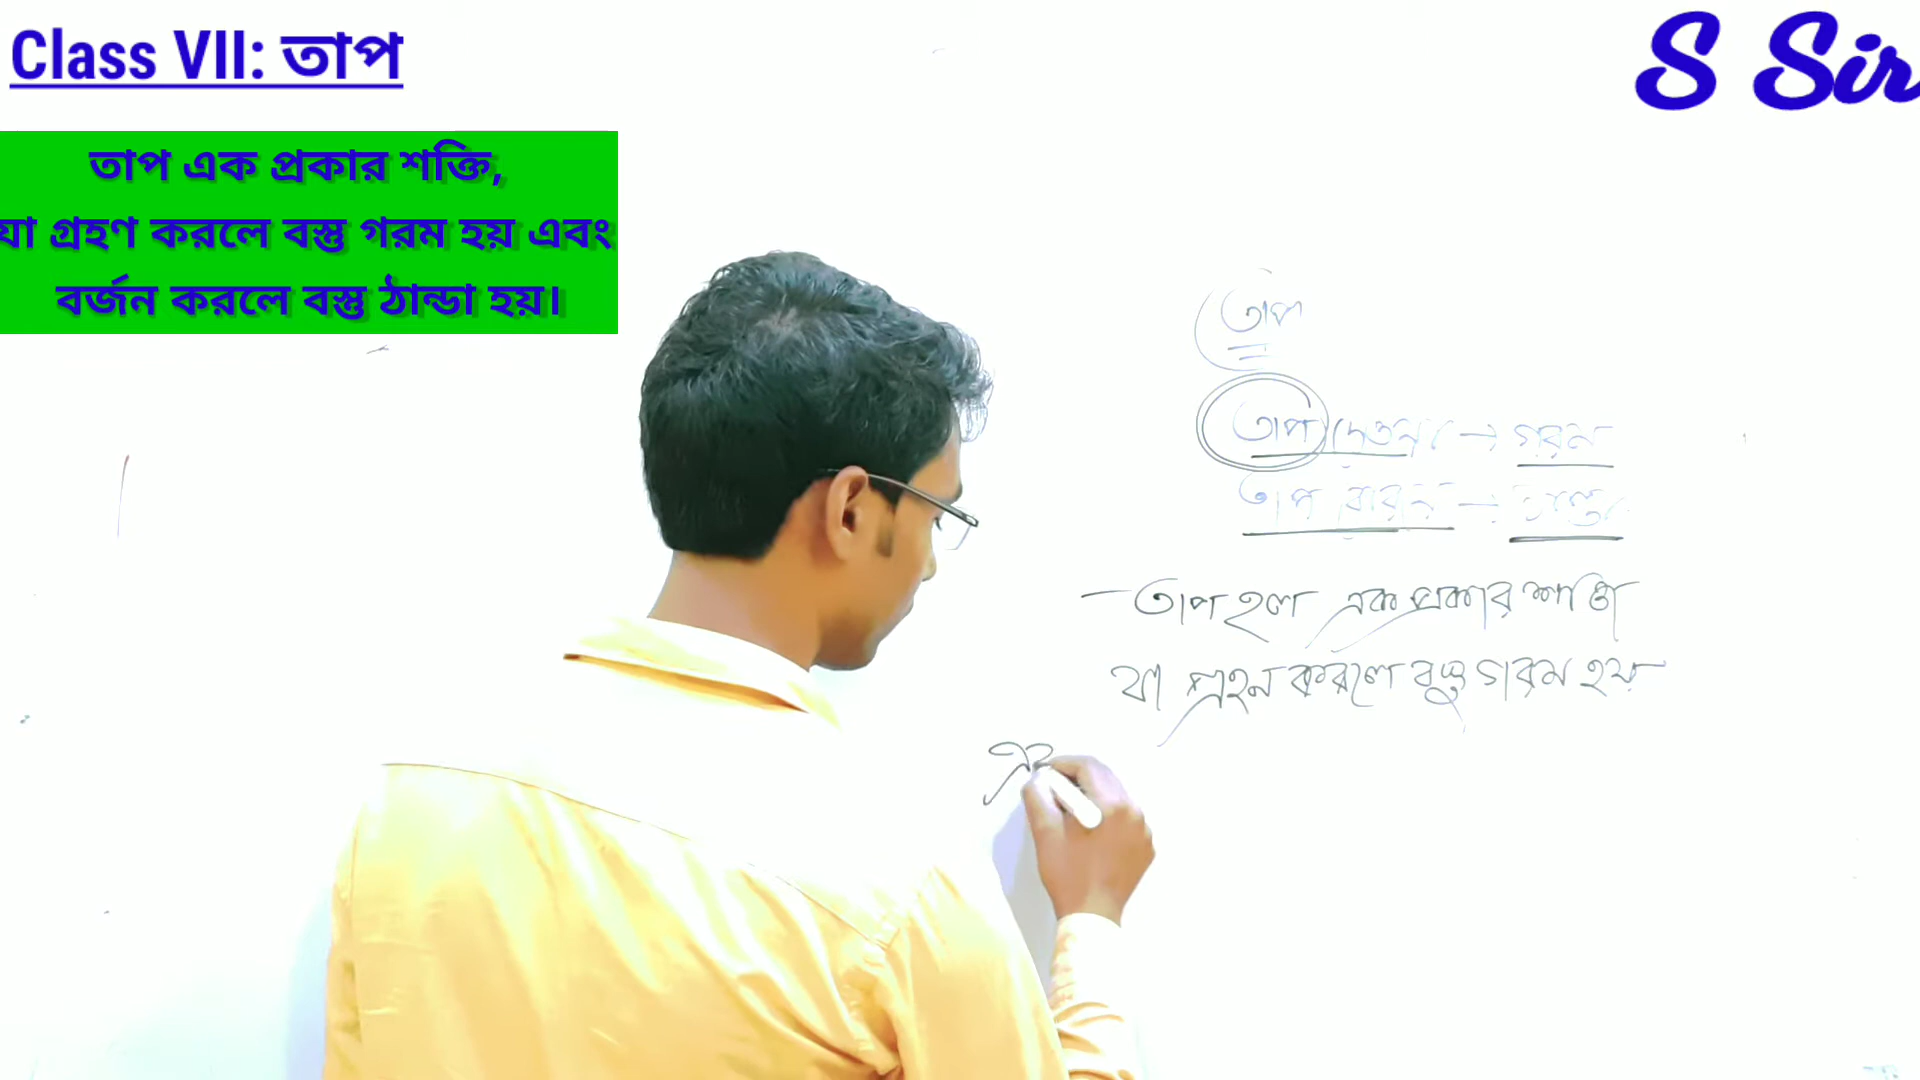 Class VII: তাপ
S Sir
তাপ এক প্রকার শক্তি,
যা গ্রহণ করলে বস্তু গরম হয় এবং
বর্জন করলে বস্তু ঠান্ডা হয়।
তাপ
তাপ দেওয়া → গরম
তাপ → ঠান্ডা
- তাপ হল এক প্রকার শক্তি
যা গ্রহন করলে বস্তু গরম হয়
এ